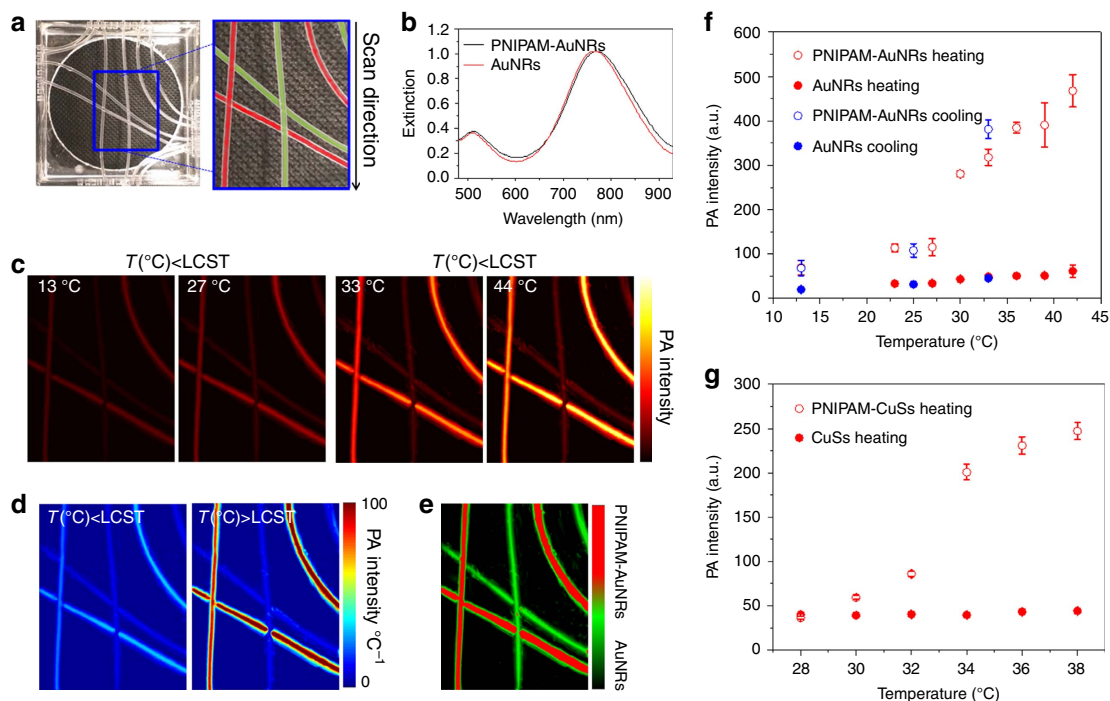 a
Scan direction
b
PNIPAM-AuNRs
AuNRs
Extinction
1.2
1.0
0.8
0.6
0.4
0.2
0.0
500 600 700 800 900
Wavelength (nm)
c
T(°C)<LCST
T(°C)<LCST
13 °C
27 °C
33 °C
44 °C
PA intensity
d
T(°C)<LCST
T(°C)>LCST
100
PA intensity °C⁻¹
0
e
PNIPAM-AuNRs
AuNRs
f
PNIPAM-AuNRs heating
AuNRs heating
PNIPAM-AuNRs cooling
AuNRs cooling
PA intensity (a.u.)
600
500
400
300
200
100
0
10 15 20 25 30 35 40 45
Temperature (°C)
g
PNIPAM-CuSs heating
CuSs heating
PA intensity (a.u.)
300
250
200
150
100
50
0
28 30 32 34 36 38
Temperature (°C)